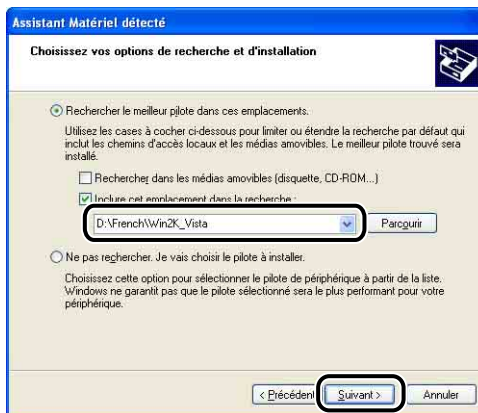 Assistant Matériel détecté
Choisissez vos options de recherche et d'installation
Rechercher le meilleur pilote dans ces emplacements.
Utilisez les cases à cocher ci-dessous pour limiter ou étendre la recherche par défaut qui
inclut les chemins d'accès locaux et les médias amovibles. Le meilleur pilote trouvé sera
installé.
Rechercher dans les médias amovibles (disquette, CD-ROM...)
Inclure cet emplacement dans la recherche :
D:\French\Win2K_Vista
Parcourir
Ne pas rechercher. Je vais choisir le pilote à installer.
Choisissez cette option pour sélectionner le pilote de périphérique à partir de la liste.
Windows ne garantit pas que le pilote sélectionné sera le plus performant pour votre
périphérique.
< Précédent
Suivant >
Annuler